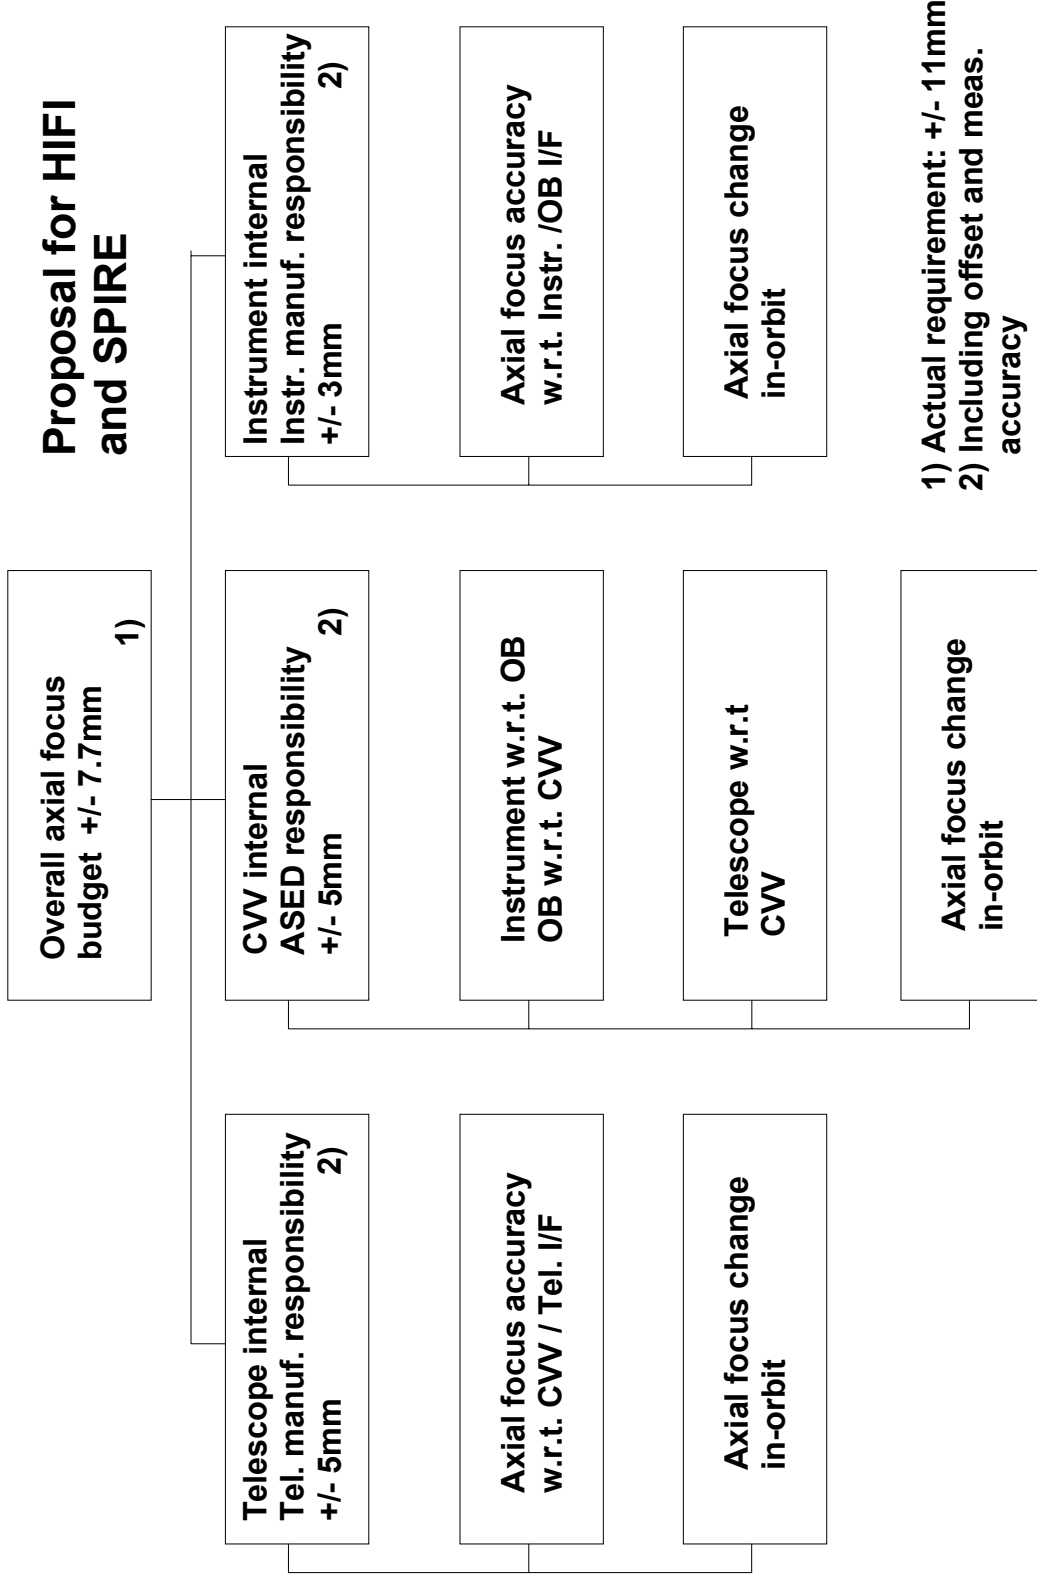 Proposal for HIFI
and SPIRE
Overall axial focus
budget +/- 7.7mm
1)
Telescope internal
Tel. manuf. responsibility
+/- 5mm 2)
Axial focus accuracy
w.r.t. CVV / Tel. I/F
Axial focus change
in-orbit
CVV internal
ASED responsibility
+/- 5mm 2)
Instrument w.r.t. OB
OB w.r.t. CVV
Telescope w.r.t
CVV
Axial focus change
in-orbit
Instrument internal
Instr. manuf. responsibility
+/- 3mm 2)
Axial focus accuracy
w.r.t. Instr. /OB I/F
Axial focus change
in-orbit
1) Actual requirement: +/- 11mm
2) Including offset and meas.
accuracy